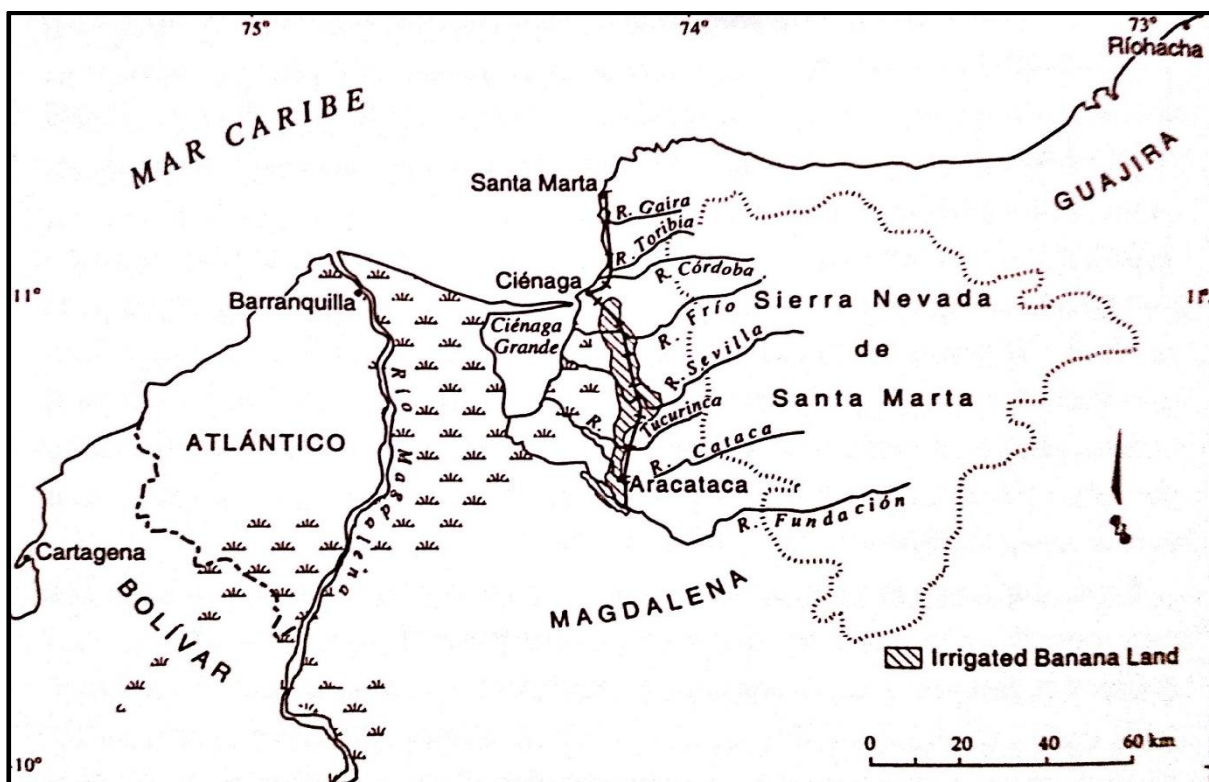 75°
74°
73°
Ríohacha
MAR CARIBE
GUAJIRA
Santa Marta
R. Gaira
R. Toribia
R. Córdoba
Ciénaga
11°
Barranquilla
Ciénaga
Grande
R. Frío
Sierra Nevada
de
Santa Marta
11°
R. Sevilla
Río Magdaleina
ATLÁNTICO
R. Tucurinca
R. Cataca
Aracataca
R. Fundación
Cartagena
BOLÍVAR
MAGDALENA
Irrigated Banana Land
10°
0 20 40 60 km